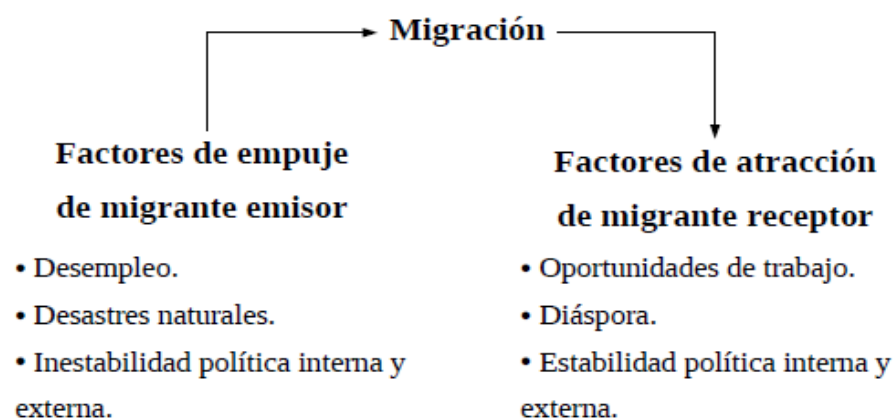 Migración
Factores de empuje
de migrante emisor
• Desempleo.
• Desastres naturales.
• Inestabilidad política interna y
externa.
Factores de atracción
de migrante receptor
• Oportunidades de trabajo.
• Diáspora.
• Estabilidad política interna y
externa.